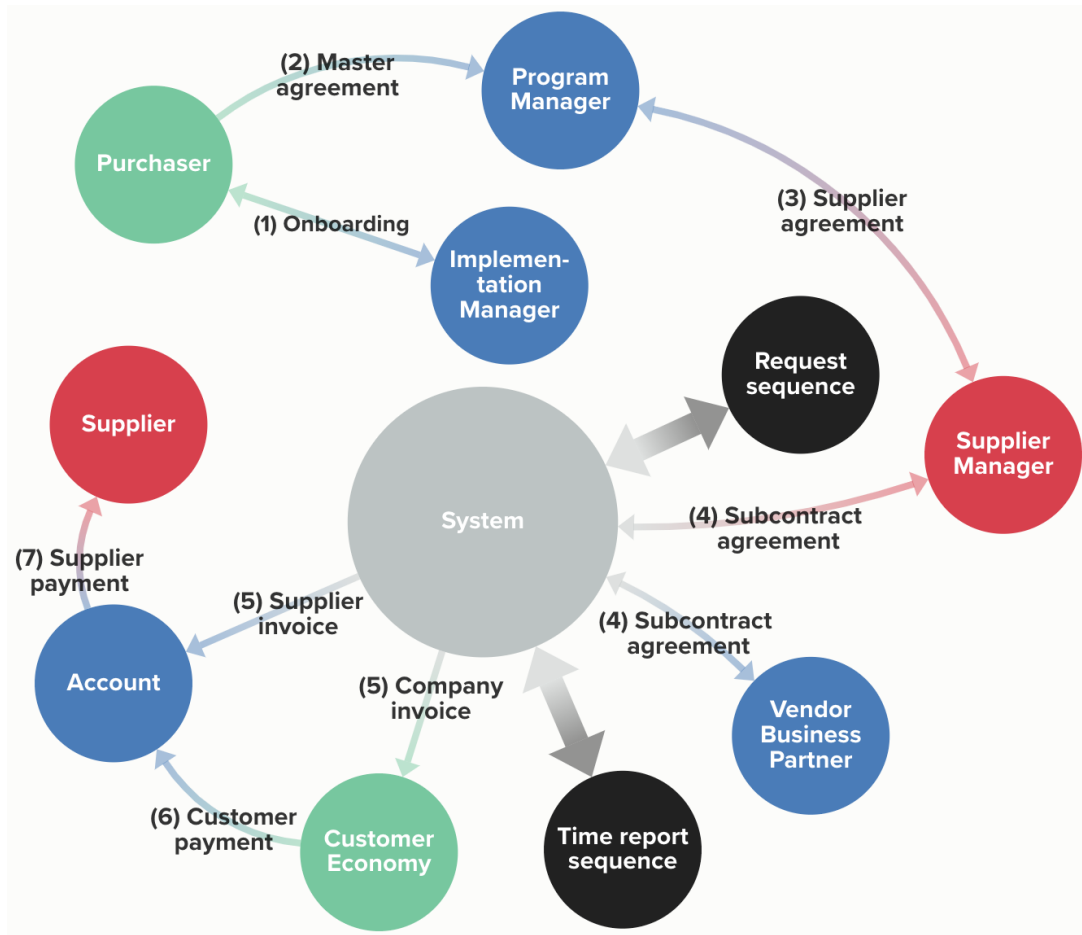 (2) Master
agreement
Program
Manager
Purchaser
(1) Onboarding
(3) Supplier
agreement
Implemen-
tation
Manager
Request
sequence
Supplier
Supplier
Manager
System
(4) Subcontract
agreement
(7) Supplier
payment
(5) Supplier
invoice
(4) Subcontract
agreement
Account
(5) Company
invoice
Vendor
Business
Partner
(6) Customer
payment
Customer
Economy
Time report
sequence